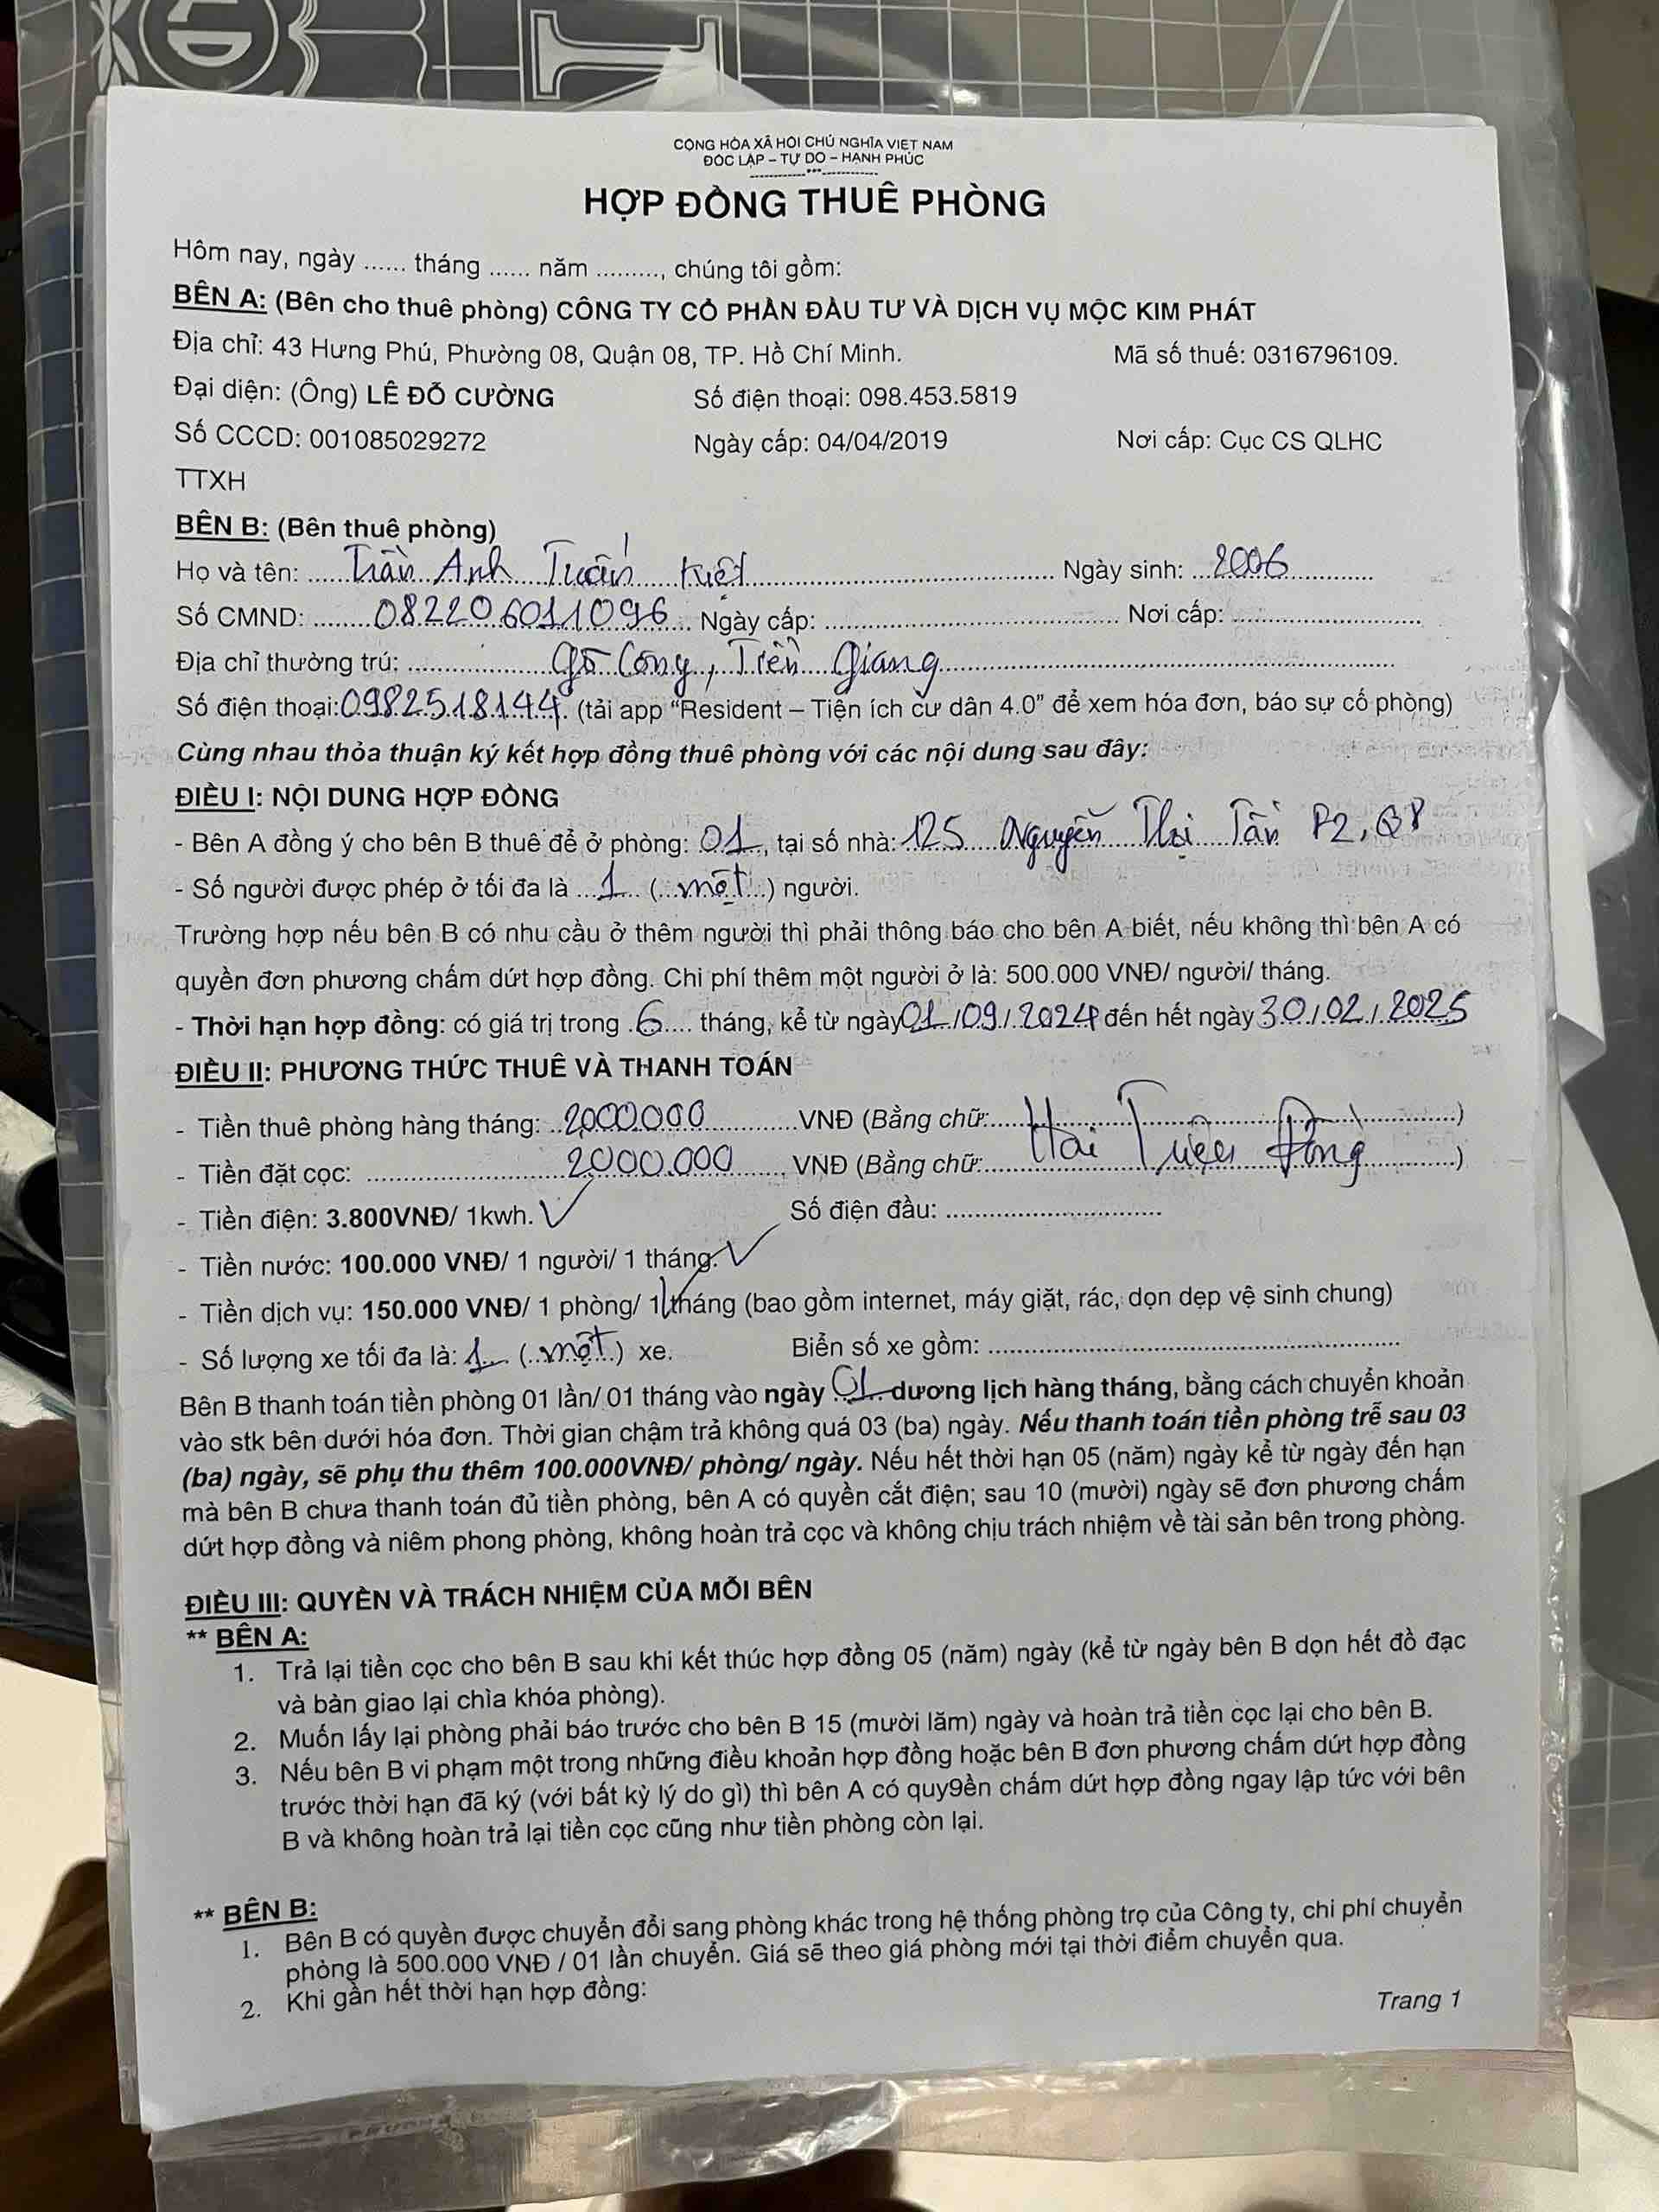 CỘNG HÒA XÃ HỘI CHỦ NGHĨA VIỆT NAM
ĐỘC LẬP – TỰ DO – HẠNH PHÚC
HỢP ĐỒNG THUÊ PHÒNG
Hôm nay, ngày ...... tháng ...... năm ........., chúng tôi gồm:
BÊN A: (Bên cho thuê phòng) CÔNG TY CỔ PHẦN ĐẦU TƯ VÀ DỊCH VỤ MỘC KIM PHÁT
Địa chỉ: 43 Hưng Phú, Phường 08, Quận 08, TP. Hồ Chí Minh. Mã số thuế: 0316796109.
Đại diện: (Ông) LÊ ĐỖ CƯỜNG Số điện thoại: 098.453.5819
Số CCCD: 001085029272 Ngày cấp: 04/04/2019 Nơi cấp: Cục CS QLHC
TTXH
BÊN B: (Bên thuê phòng)
Họ và tên: Trần Anh Tuấn Kiệt Ngày sinh: 2006
Số CMND: 082206011096 Ngày cấp: Nơi cấp:
Địa chỉ thường trú: Gò Công, Tiền Giang
Số điện thoại: 0982518144. (tải app “Resident – Tiện ích cư dân 4.0” để xem hóa đơn, báo sự cố phòng)
Cùng nhau thỏa thuận ký kết hợp đồng thuê phòng với các nội dung sau đây:
ĐIỀU I: NỘI DUNG HỢP ĐỒNG
- Bên A đồng ý cho bên B thuê để ở phòng: 01, tại số nhà: 125 Nguyễn Thị Tần P2, Q8
- Số người được phép ở tối đa là 1 (một) người.
Trường hợp nếu bên B có nhu cầu ở thêm người thì phải thông báo cho bên A biết, nếu không thì bên A có
quyền đơn phương chấm dứt hợp đồng. Chi phí thêm một người ở là: 500.000 VNĐ/ người/ tháng.
- Thời hạn hợp đồng: có giá trị trong 6 tháng, kể từ ngày 01/09/2024 đến hết ngày 30/02/2025
ĐIỀU II: PHƯƠNG THỨC THUÊ VÀ THANH TOÁN
- Tiền thuê phòng hàng tháng: 2000.000 VNĐ (Bằng chữ: Hai Triệu Đồng)
- Tiền đặt cọc: 2000.000 VNĐ (Bằng chữ: )
- Tiền điện: 3.800VNĐ/ 1kwh. Số điện đầu:
- Tiền nước: 100.000 VNĐ/ 1 người/ 1 tháng.
- Tiền dịch vụ: 150.000 VNĐ/ 1 phòng/ 1 tháng (bao gồm internet, máy giặt, rác, dọn dẹp vệ sinh chung)
- Số lượng xe tối đa là: 1 (một) xe. Biển số xe gồm:
Bên B thanh toán tiền phòng 01 lần/ 01 tháng vào ngày 01 dương lịch hàng tháng, bằng cách chuyển khoản
vào stk bên dưới hóa đơn. Thời gian chậm trả không quá 03 (ba) ngày. Nếu thanh toán tiền phòng trễ sau 03
(ba) ngày, sẽ phụ thu thêm 100.000VNĐ/ phòng/ ngày. Nếu hết thời hạn 05 (năm) ngày kể từ ngày đến hạn
mà bên B chưa thanh toán đủ tiền phòng, bên A có quyền cắt điện; sau 10 (mười) ngày sẽ đơn phương chấm
dứt hợp đồng và niêm phong phòng, không hoàn trả cọc và không chịu trách nhiệm về tài sản bên trong phòng.
ĐIỀU III: QUYỀN VÀ TRÁCH NHIỆM CỦA MỖI BÊN
** BÊN A:
1. Trả lại tiền cọc cho bên B sau khi kết thúc hợp đồng 05 (năm) ngày (kể từ ngày bên B dọn hết đồ đạc
và bàn giao lại chìa khóa phòng).
2. Muốn lấy lại phòng phải báo trước cho bên B 15 (mười lăm) ngày và hoàn trả tiền cọc lại cho bên B.
3. Nếu bên B vi phạm một trong những điều khoản hợp đồng hoặc bên B đơn phương chấm dứt hợp đồng
trước thời hạn đã ký (với bất kỳ lý do gì) thì bên A có quy9ền chấm dứt hợp đồng ngay lập tức với bên
B và không hoàn trả lại tiền cọc cũng như tiền phòng còn lại.
** BÊN B:
1. Bên B có quyền được chuyển đổi sang phòng khác trong hệ thống phòng trọ của Công ty, chi phí chuyển
phòng là 500.000 VNĐ / 01 lần chuyển. Giá sẽ theo giá phòng mới tại thời điểm chuyển qua.
2. Khi gần hết thời hạn hợp đồng:
Trang 1